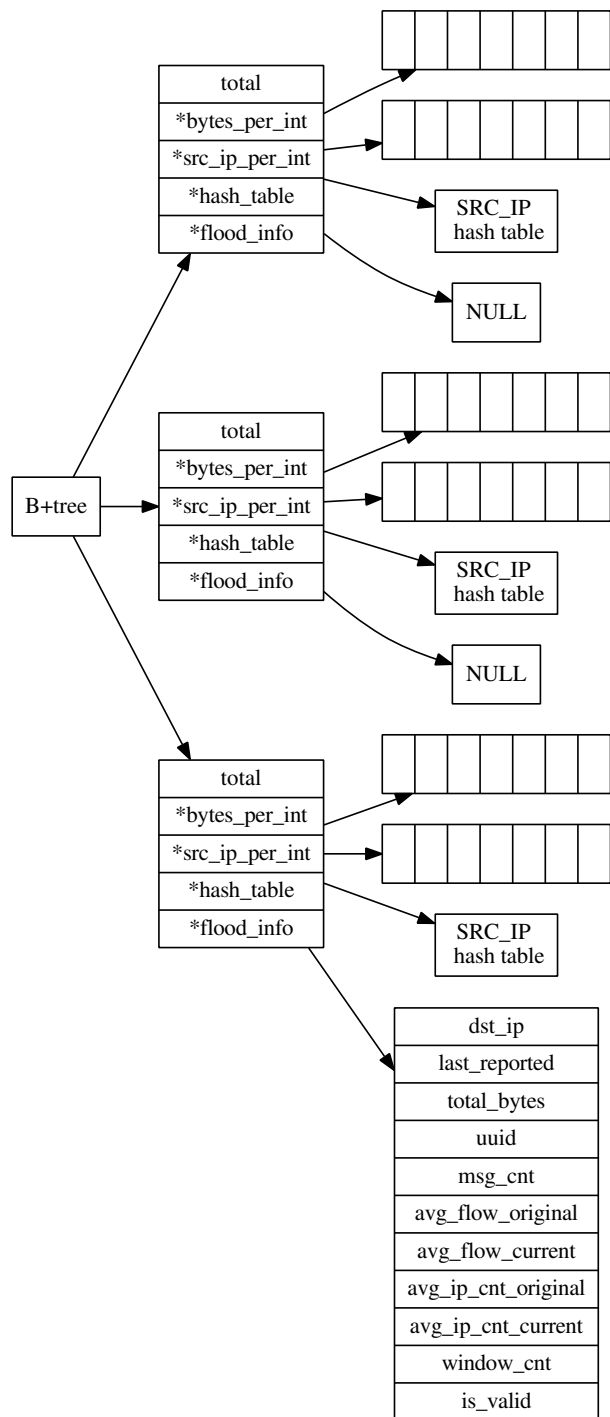 total
*bytes_per_int
*src_ip_per_int
*hash_table
*flood_info
SRC_IP
hash table
NULL
B+tree
total
*bytes_per_int
*src_ip_per_int
*hash_table
*flood_info
SRC_IP
hash table
NULL
total
*bytes_per_int
*src_ip_per_int
*hash_table
*flood_info
SRC_IP
hash table
dst_ip
last_reported
total_bytes
uuid
msg_cnt
avg_flow_original
avg_flow_current
avg_ip_cnt_original
avg_ip_cnt_current
window_cnt
is_valid